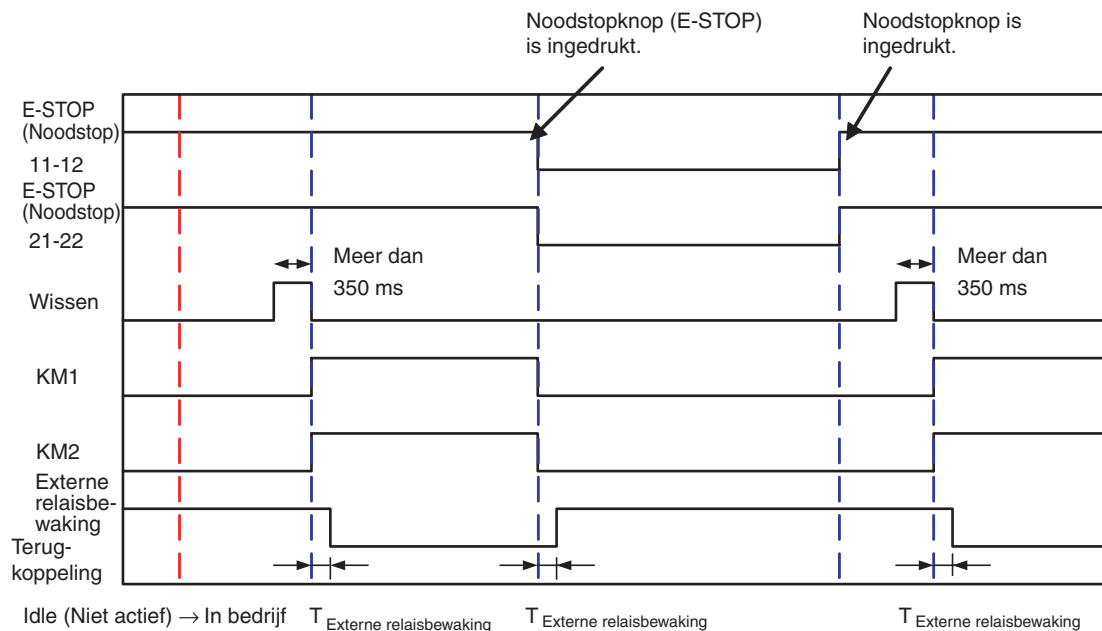 Noodstopknop (E-STOP)
is ingedrukt.
Noodstopknop is
ingedrukt.
E-STOP
(Noodstop)
11-12
E-STOP
(Noodstop)
21-22
Meer dan
350 ms
Meer dan
350 ms
Wissen
KM1
KM2
Externe
relaisbe-
waking
Terug-
koppeling
Idle (Niet actief) → In bedrijf
T Externe relaisbewaking
T Externe relaisbewaking
T Externe relaisbewaking